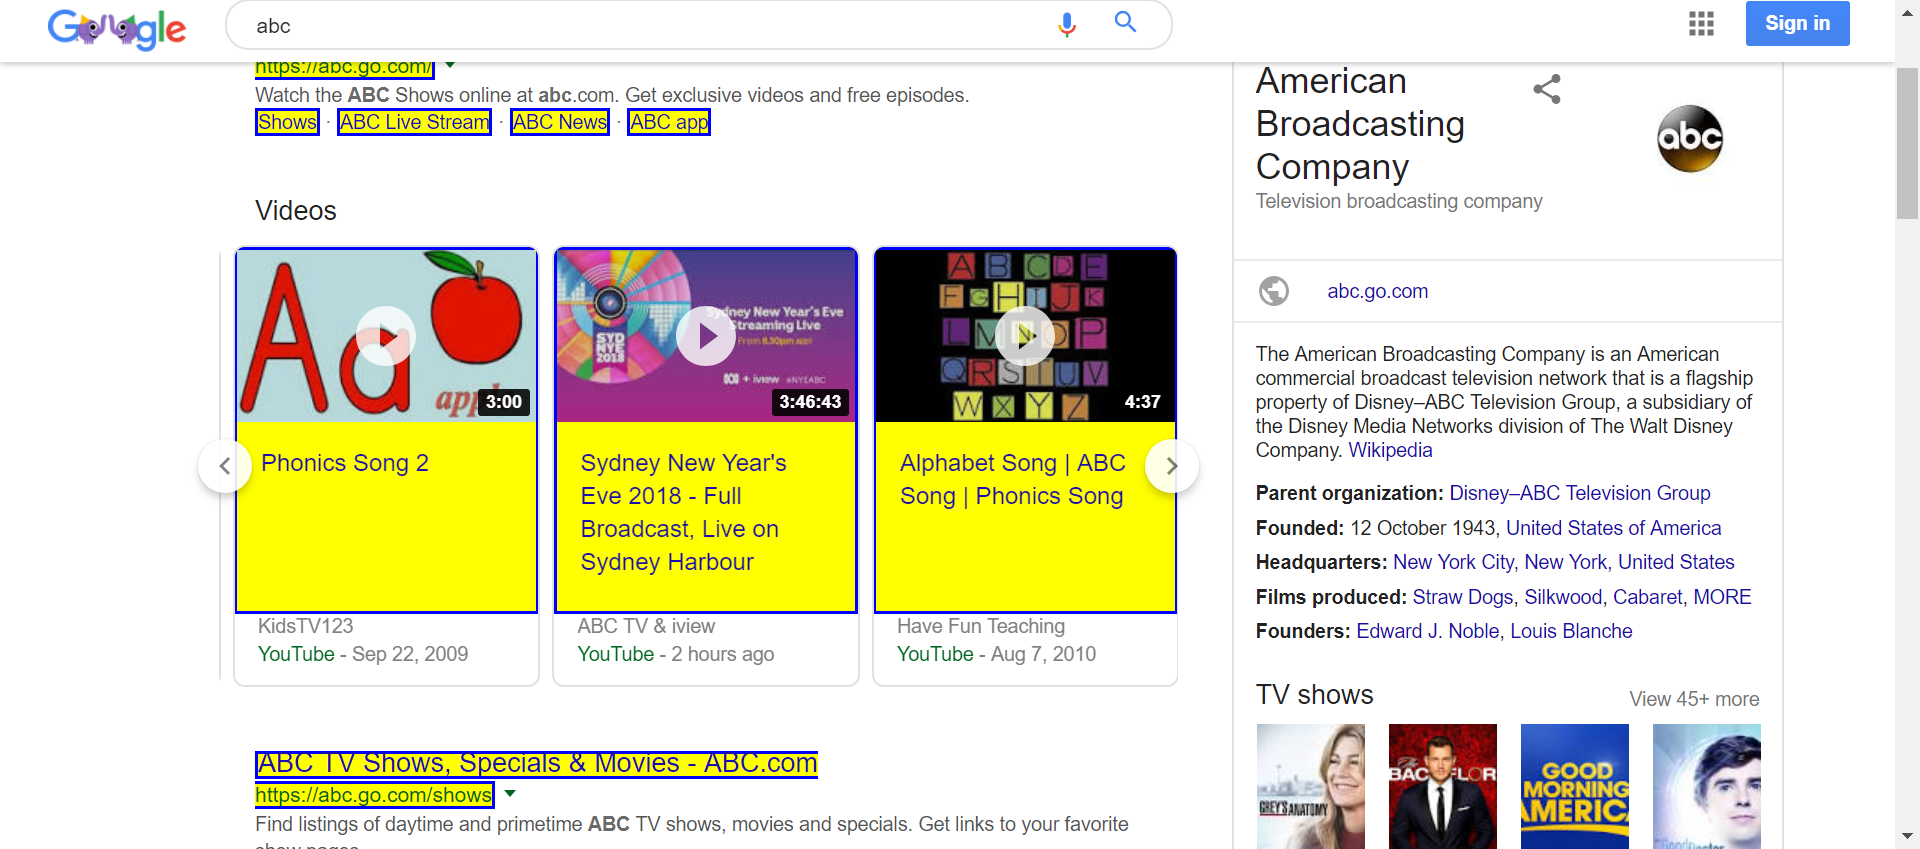 Google
abc
Sign in
https://abc.go.com/
Watch the ABC Shows online at abc.com. Get exclusive videos and free episodes.
Shows · ABC Live Stream · ABC News · ABC app
Videos
Aa
app
3:00
Phonics Song 2
KidsTV123
YouTube - Sep 22, 2009
Sydney New Year's Eve
Streaming Live
From 8.30pm AEDT
SYD
NYE
2018
+ iview #NYEABC
3:46:43
Sydney New Year's
Eve 2018 - Full
Broadcast, Live on
Sydney Harbour
ABC TV & iview
YouTube - 2 hours ago
A B C D E
F G H I J K
L M N O P
Q R S T U V
W X Y Z
4:37
Alphabet Song | ABC
Song | Phonics Song
Have Fun Teaching
YouTube - Aug 7, 2010
ABC TV Shows, Specials & Movies - ABC.com
https://abc.go.com/shows
Find listings of daytime and primetime ABC TV shows, movies and specials. Get links to your favorite
show pages.
American
Broadcasting
Company
Television broadcasting company
abc
abc.go.com
The American Broadcasting Company is an American
commercial broadcast television network that is a flagship
property of Disney–ABC Television Group, a subsidiary of
the Disney Media Networks division of The Walt Disney
Company. Wikipedia
Parent organization: Disney–ABC Television Group
Founded: 12 October 1943, United States of America
Headquarters: New York City, New York, United States
Films produced: Straw Dogs, Silkwood, Cabaret, MORE
Founders: Edward J. Noble, Louis Blanche
TV shows
View 45+ more
GREY'S ANATOMY
The
BACHELOR
GOOD
MORNING
AMERICA
the Good Doctor